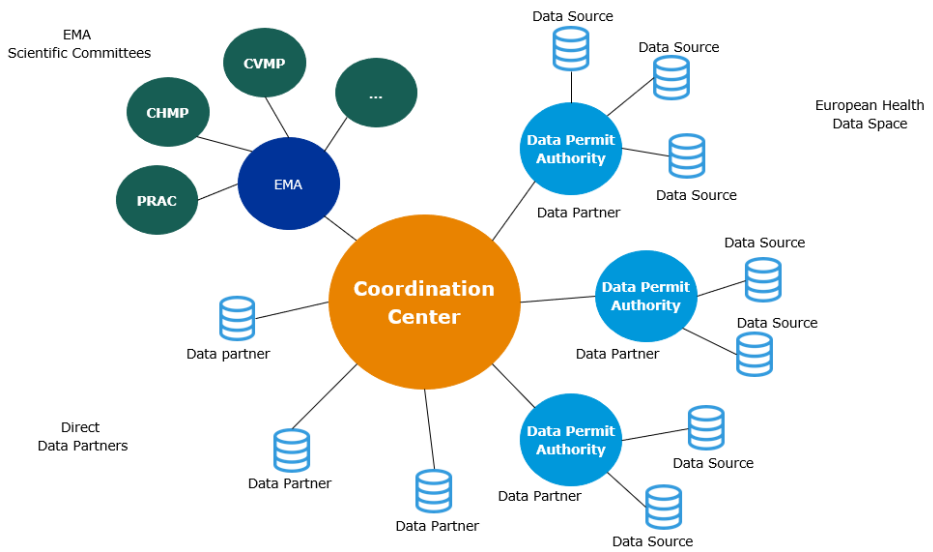 EMA
Scientific Committees
CVMP
CHMP
...
PRAC
EMA
Data Source
Data Source
Data Permit
Authority
Data Source
Data Partner
European Health
Data Space
Coordination
Center
Data Source
Data Permit
Authority
Data Source
Data Partner
Data partner
Direct
Data Partners
Data Partner
Data Partner
Data Permit
Authority
Data Source
Data Partner
Data Source